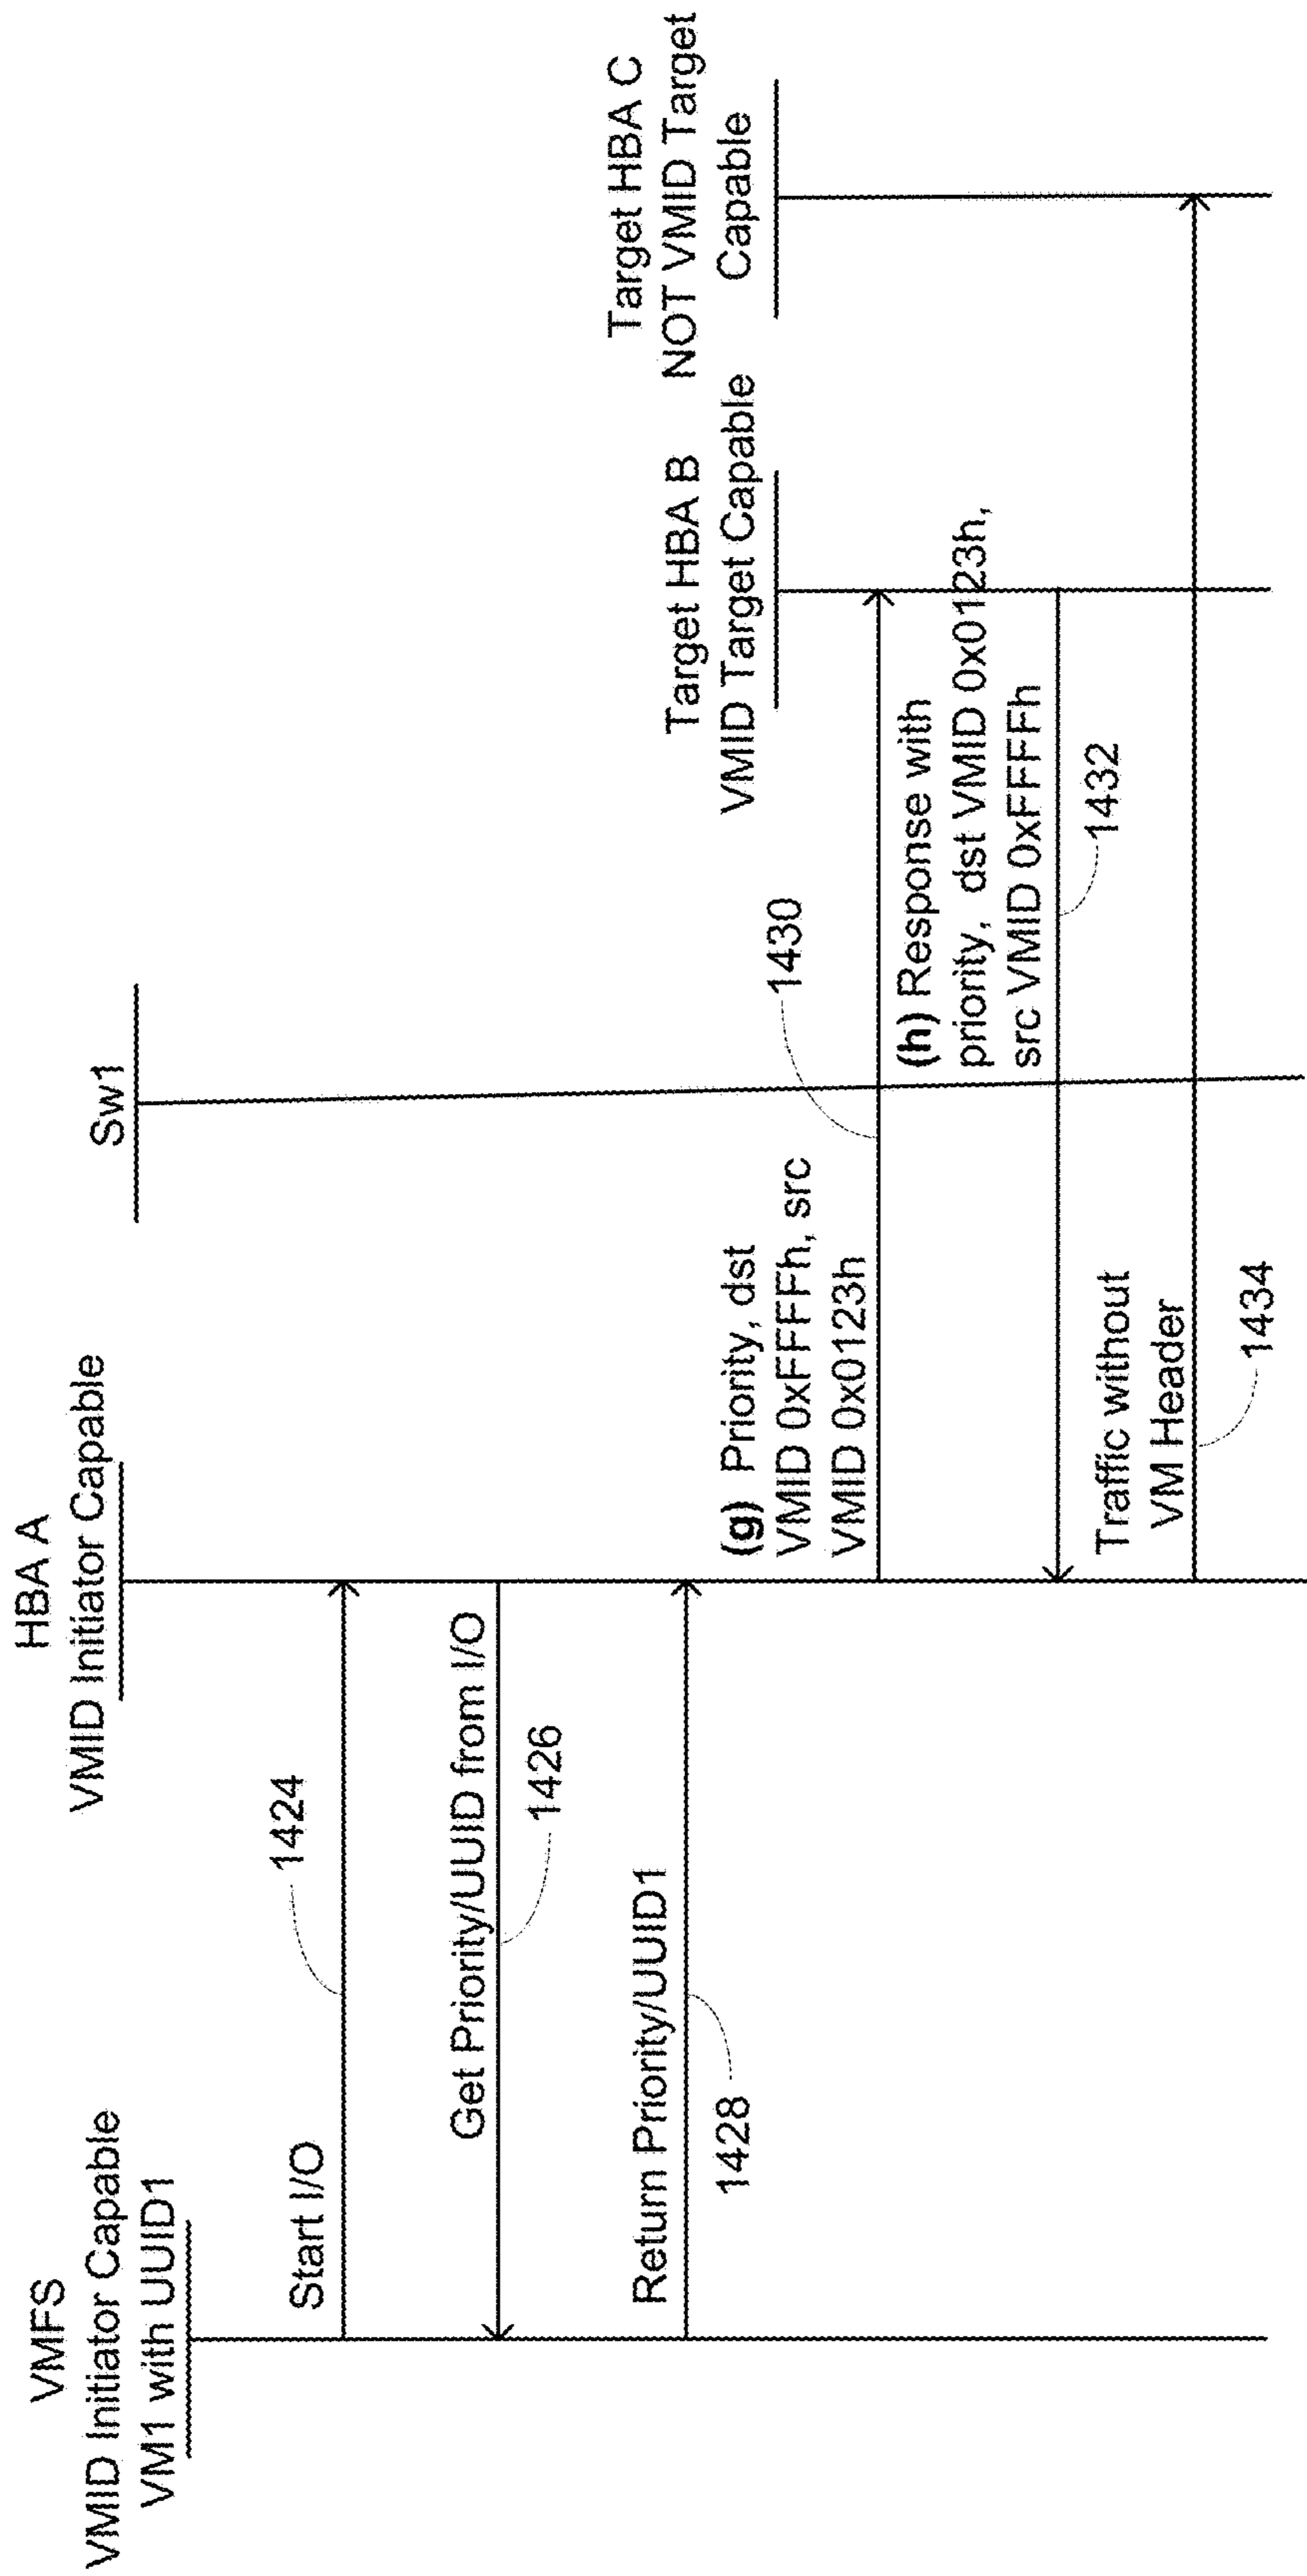 VMFS
VMID Initiator Capable
VM1 with UUID1
HBA A
VMID Initiator Capable
Sw1
Target HBA B
VMID Target Capable
Target HBA C
NOT VMID Target
Capable
Start I/O
1424
Get Priority/UUID from I/O
1426
Return Priority/UUID1
1428
(g) Priority, dst
VMID 0xFFFFh, src
VMID 0x0123h
1430
(h) Response with
priority, dst VMID 0x0123h,
src VMID 0xFFFFh
1432
Traffic without
VM Header
1434